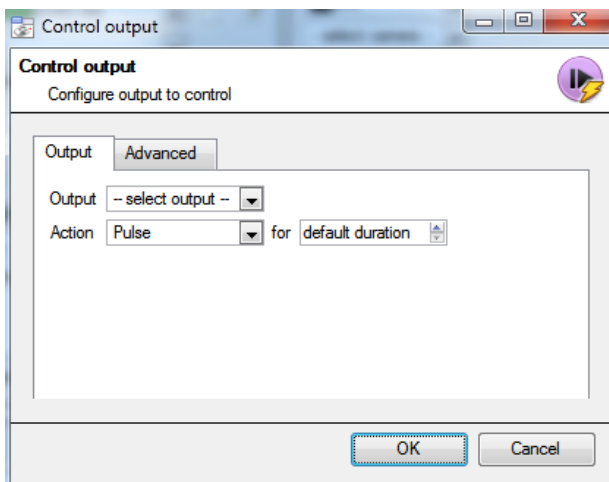 Control output
Control output
Configure output to control
Output Advanced
Output -- select output --
Action Pulse for default duration
OK Cancel